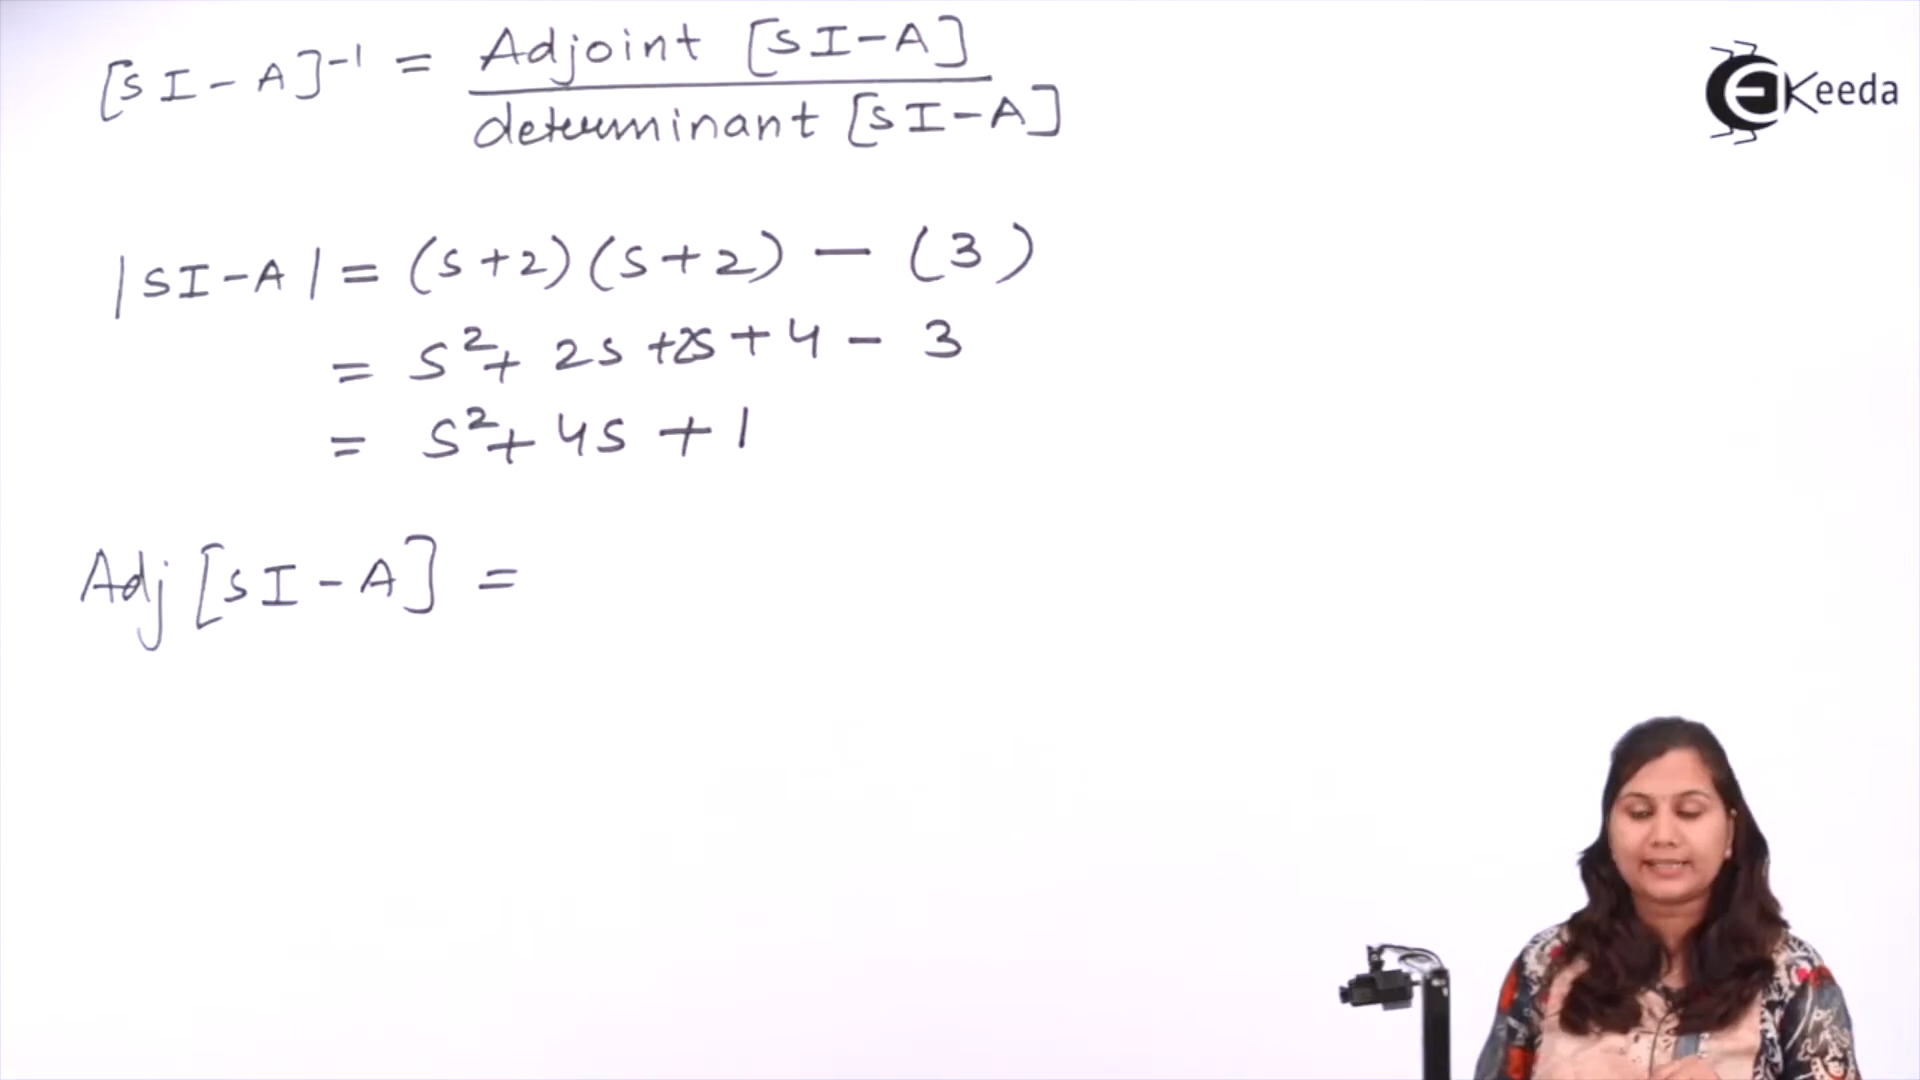 [SI-A]-1 = Adjoint [SI-A]
determinant [SI-A]
Keeda
|SI-A| = (S+2)(S+2) - (3)
= S2+ 2S +2S + 4 - 3
= S2+ 4S + 1
Adj [SI-A] =